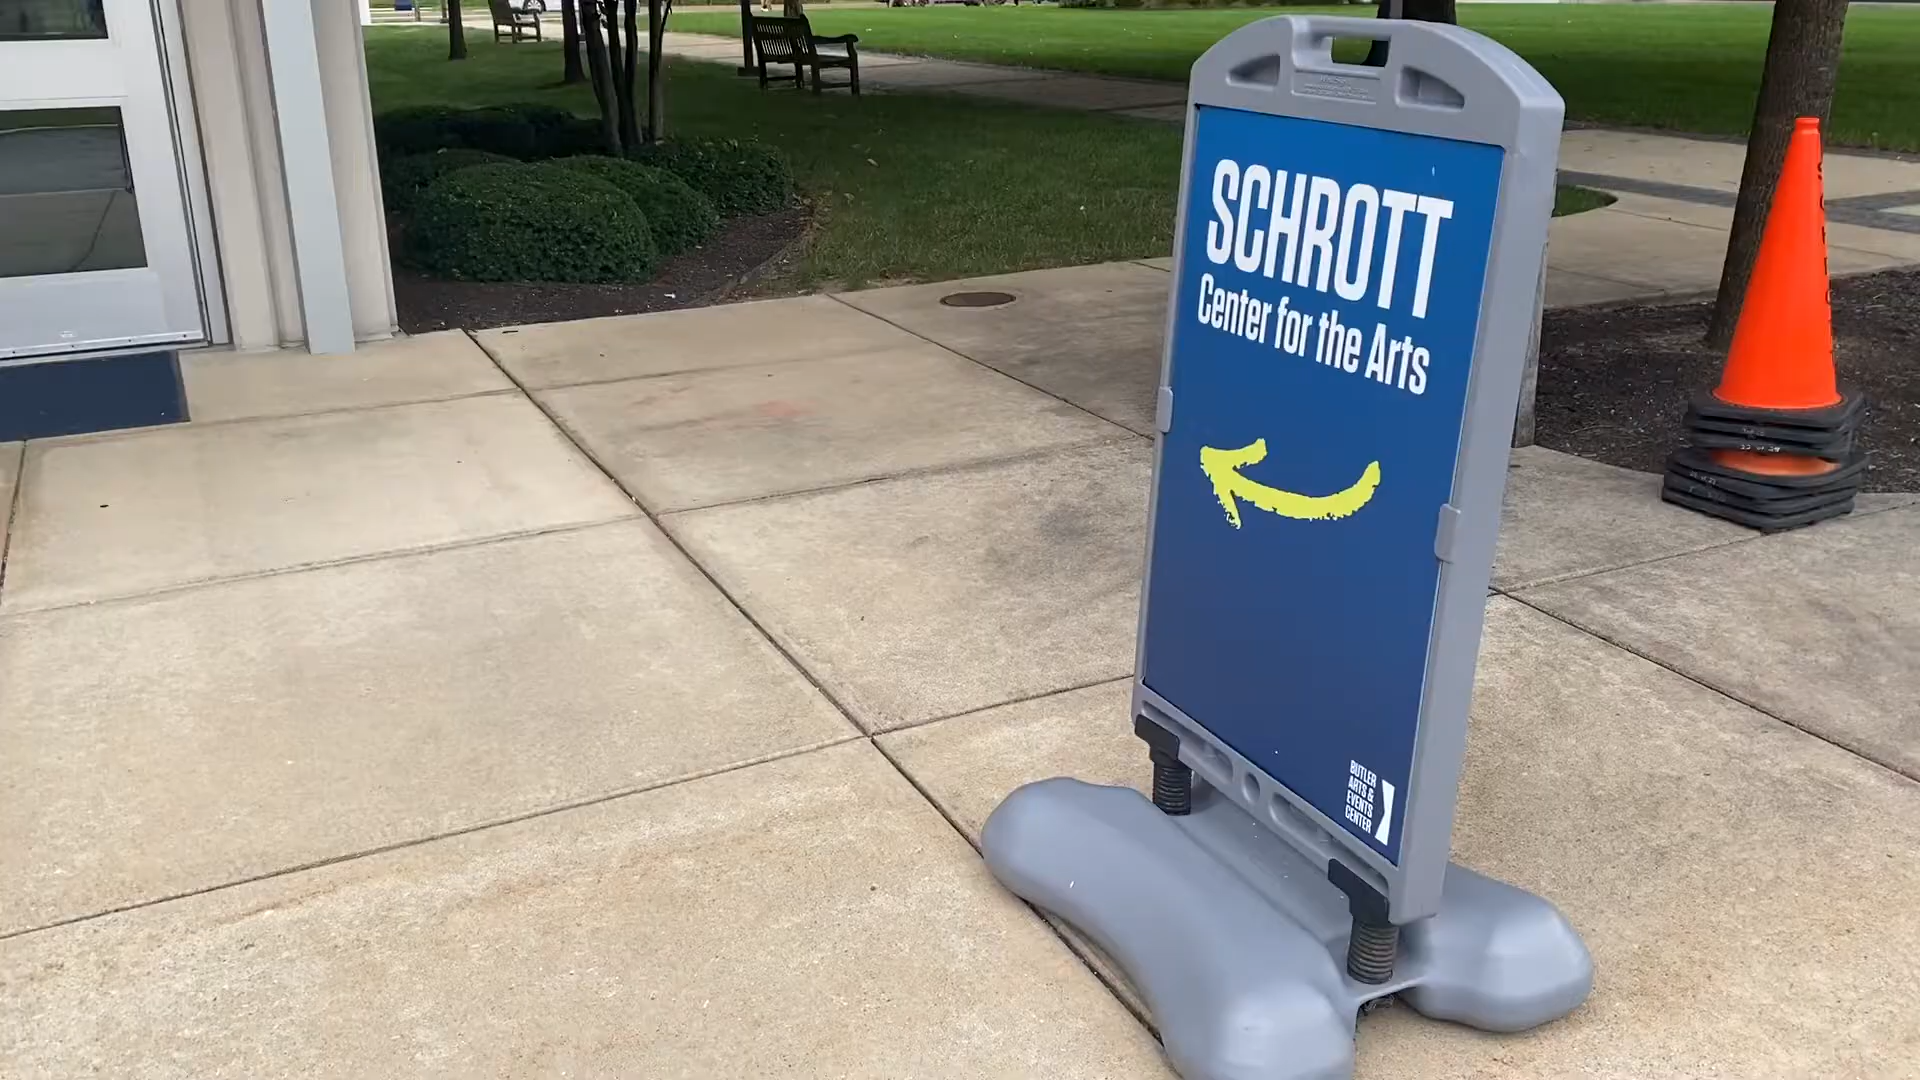 SCHROTT
Center for the Arts
BUTLER
ARTS &
EVENTS
CENTER